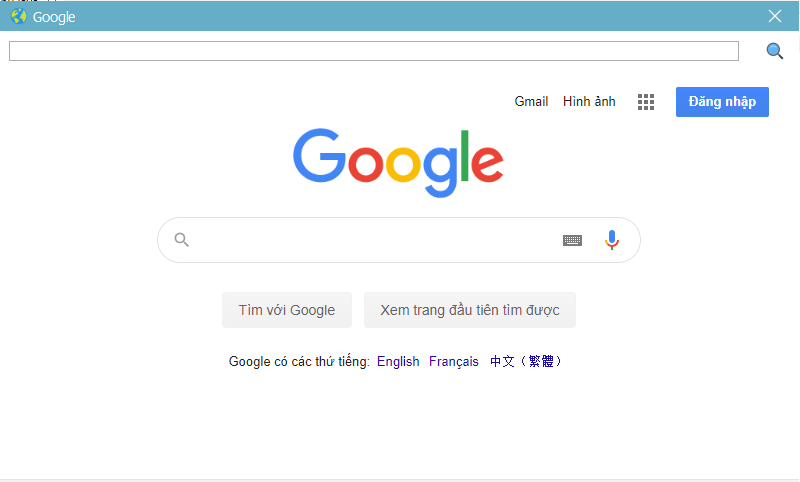 Google
Gmail Hình ảnh Đăng nhập
Google
Tìm với Google Xem trang đầu tiên tìm được
Google có các thứ tiếng: English Français 中文（繁體）